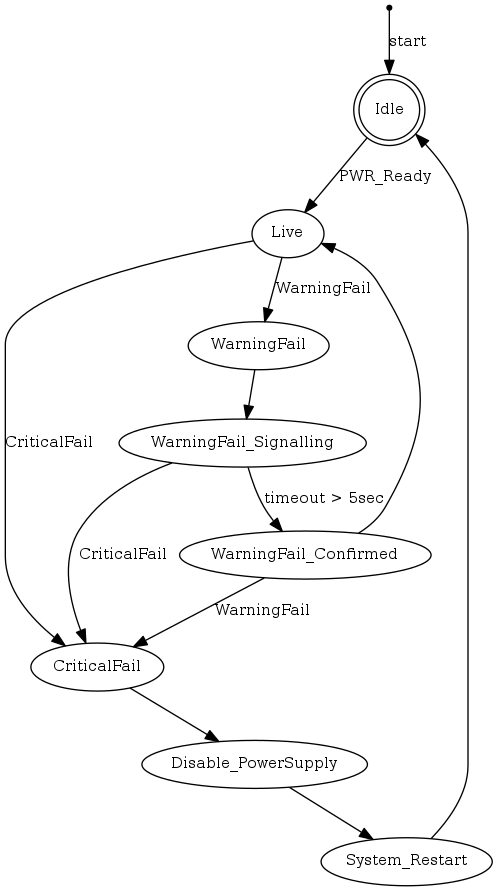 start
Idle
PWR_Ready
Live
WarningFail
WarningFail
CriticalFail
WarningFail_Signalling
timeout > 5sec
CriticalFail
WarningFail_Confirmed
WarningFail
CriticalFail
Disable_PowerSupply
System_Restart